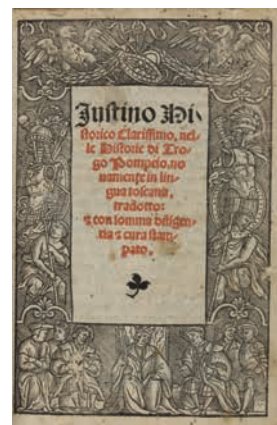 Justino Hi-
storico Clarissimo, nel-
le Historie di Tro-
go Pompeio, no
uamente in lin-
gua toscana,
tradotto:
⁊ con somma diligen-
tia ⁊ cura stam-
pato.